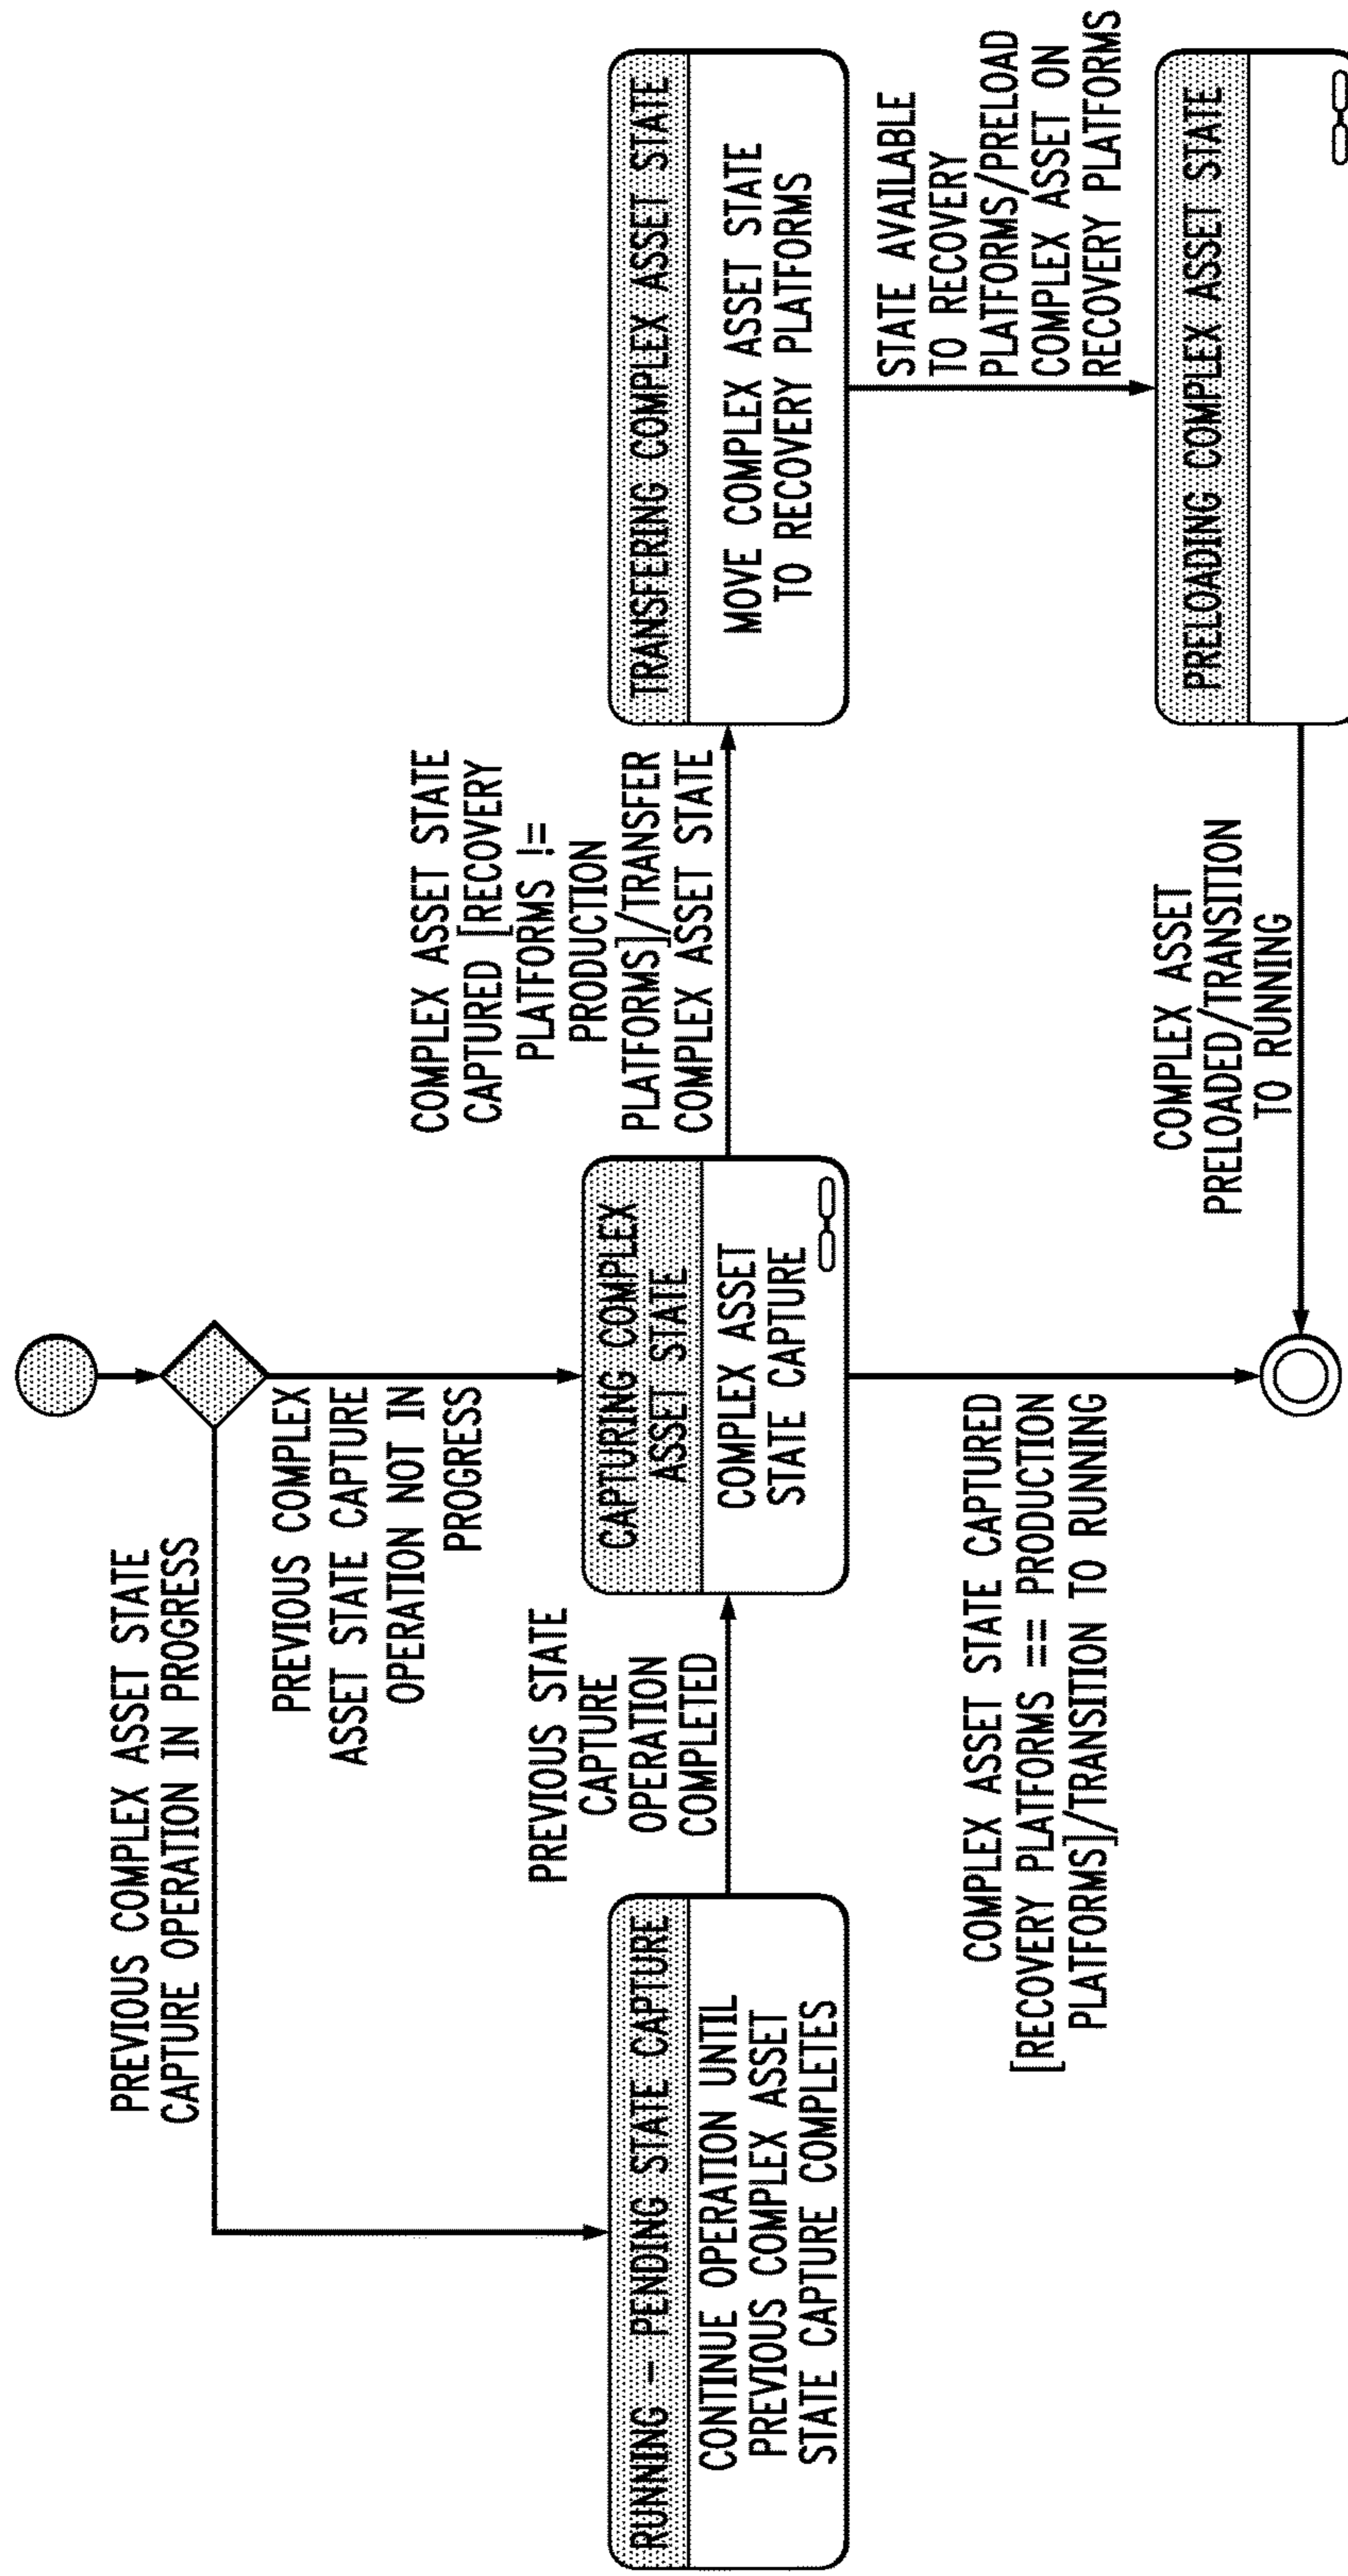 PREVIOUS COMPLEX ASSET STATE
CAPTURE OPERATION IN PROGRESS
PREVIOUS COMPLEX
ASSET STATE CAPTURE
OPERATION NOT IN
PROGRESS
RUNNING - PENDING STATE CAPTURE
CONTINUE OPERATION UNTIL
PREVIOUS COMPLEX ASSET
STATE CAPTURE COMPLETES
PREVIOUS STATE
CAPTURE
OPERATION
COMPLETED
CAPTURING COMPLEX
ASSET STATE
COMPLEX ASSET
STATE CAPTURE
COMPLEX ASSET STATE
CAPTURED [RECOVERY
PLATFORMS !=
PRODUCTION
PLATFORMS]/TRANSFER
COMPLEX ASSET STATE
TRANSFERING COMPLEX ASSET STATE
MOVE COMPLEX ASSET STATE
TO RECOVERY PLATFORMS
STATE AVAILABLE
TO RECOVERY
PLATFORMS/PRELOAD
COMPLEX ASSET ON
RECOVERY PLATFORMS
COMPLEX ASSET STATE CAPTURED
[RECOVERY PLATFORMS == PRODUCTION
PLATFORMS]/TRANSITION TO RUNNING
COMPLEX ASSET
PRELOADED/TRANSITION
TO RUNNING
PRELOADING COMPLEX ASSET STATE